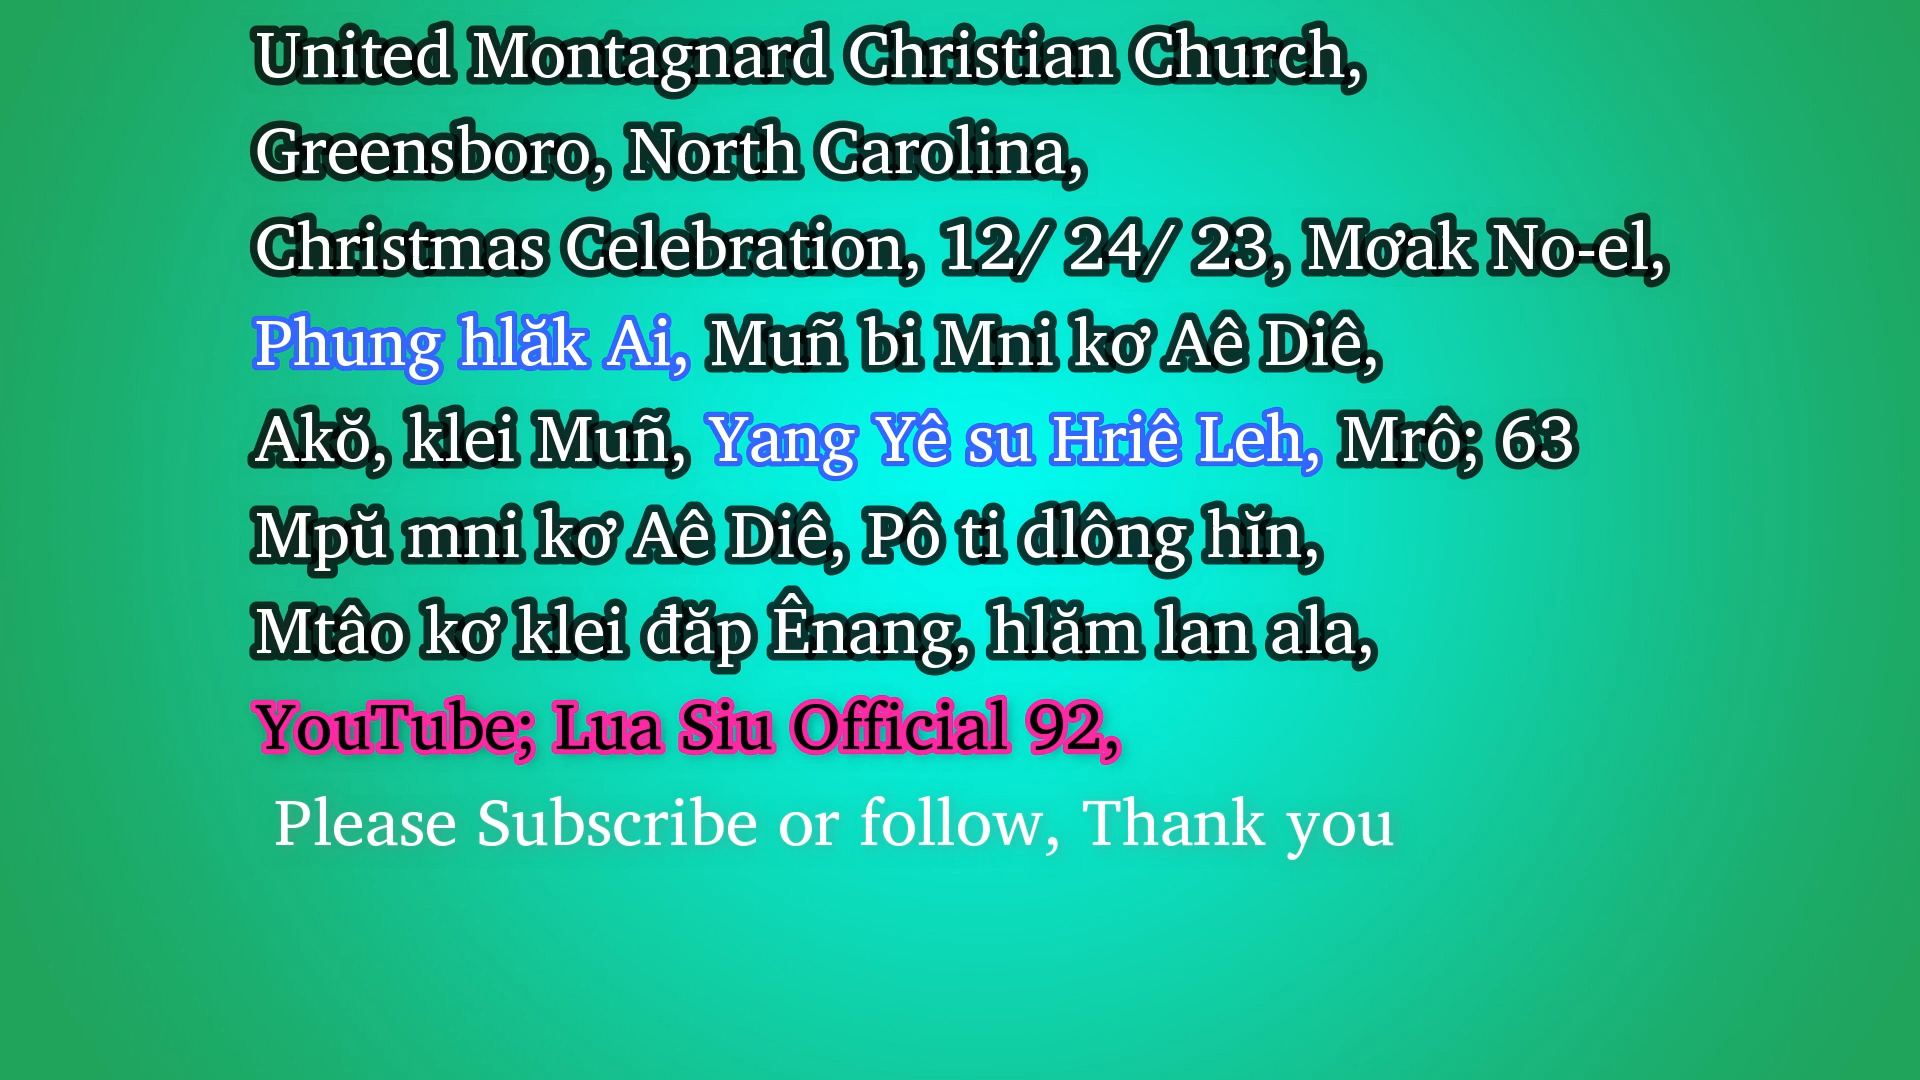 United Montagnard Christian Church,
Greensboro, North Carolina,
Christmas Celebration, 12/ 24/ 23, Mơak No-el,
Phung hlăk Ai, Muñ bi Mni kơ Aê Diê,
Akŏ, klei Muñ, Yang Yê su Hriê Leh, Mrô; 63
Mpŭ mni kơ Aê Diê, Pô ti dlông hĭn,
Mtâo kơ klei đăp Ênang, hlăm lan ala,
YouTube; Lua Siu Official 92,
Please Subscribe or follow, Thank you